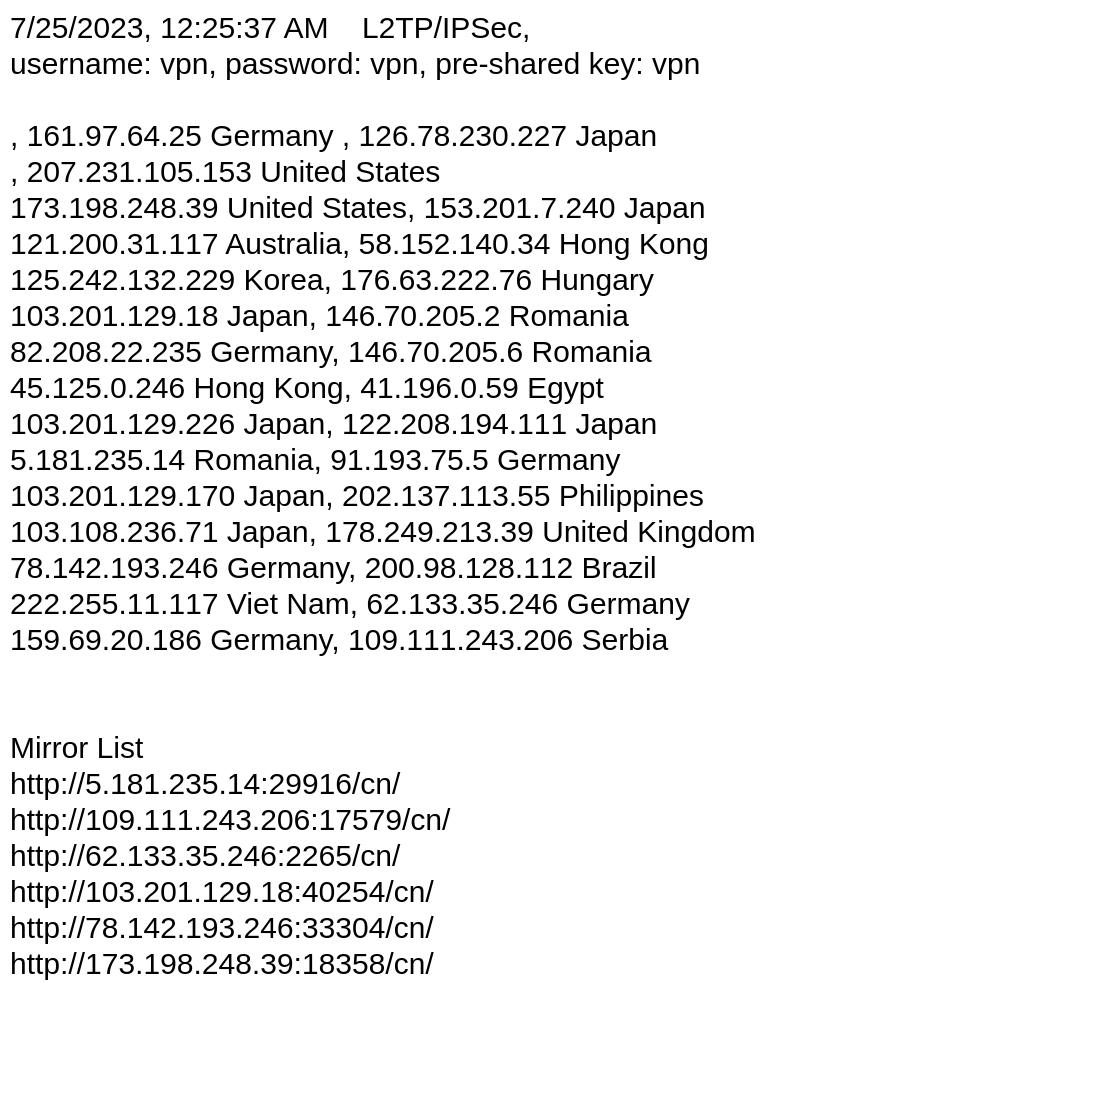 7/25/2023, 12:25:37 AM    L2TP/IPSec,
username: vpn, password: vpn, pre-shared key: vpn
, 161.97.64.25 Germany , 126.78.230.227 Japan
, 207.231.105.153 United States
173.198.248.39 United States, 153.201.7.240 Japan
121.200.31.117 Australia, 58.152.140.34 Hong Kong
125.242.132.229 Korea, 176.63.222.76 Hungary
103.201.129.18 Japan, 146.70.205.2 Romania
82.208.22.235 Germany, 146.70.205.6 Romania
45.125.0.246 Hong Kong, 41.196.0.59 Egypt
103.201.129.226 Japan, 122.208.194.111 Japan
5.181.235.14 Romania, 91.193.75.5 Germany
103.201.129.170 Japan, 202.137.113.55 Philippines
103.108.236.71 Japan, 178.249.213.39 United Kingdom
78.142.193.246 Germany, 200.98.128.112 Brazil
222.255.11.117 Viet Nam, 62.133.35.246 Germany
159.69.20.186 Germany, 109.111.243.206 Serbia
Mirror List
http://5.181.235.14:29916/cn/
http://109.111.243.206:17579/cn/
http://62.133.35.246:2265/cn/
http://103.201.129.18:40254/cn/
http://78.142.193.246:33304/cn/
http://173.198.248.39:18358/cn/